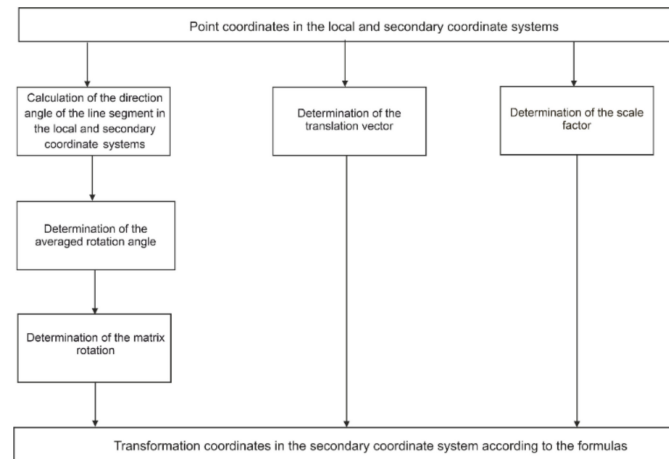 Point coordinates in the local and secondary coordinate systems
Calculation of the direction
angle of the line segment in
the local and secondary
coordinate systems
Determination of the
translation vector
Determination of the scale
factor
Determination of the
averaged rotation angle
Determination of the matrix
rotation
Transformation coordinates in the secondary coordinate system according to the formulas